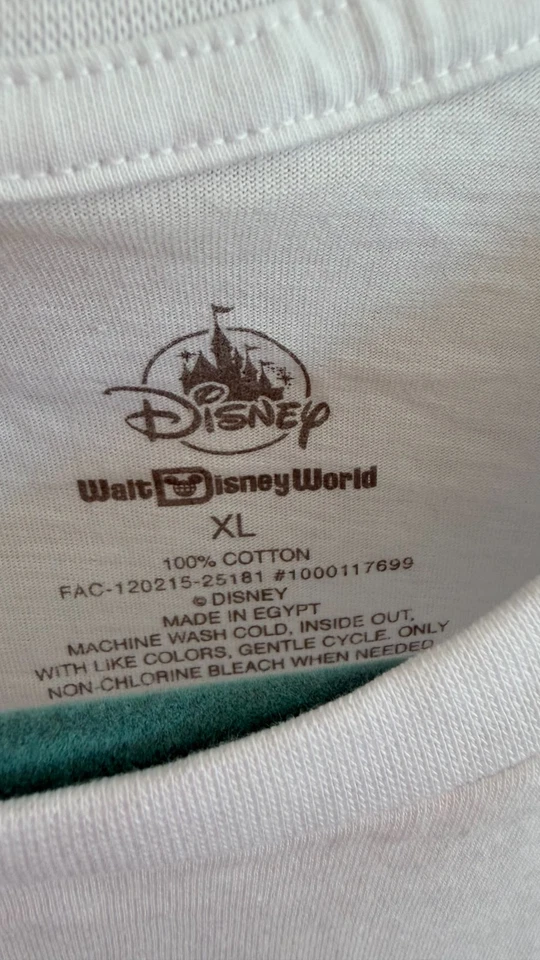 Disney
Walt Disney World
XL
100% COTTON
FAC-120215-25181 #1000117699
© DISNEY
MADE IN EGYPT
MACHINE WASH COLD, INSIDE OUT,
WITH LIKE COLORS, GENTLE CYCLE. ONLY
NON-CHLORINE BLEACH WHEN NEEDED